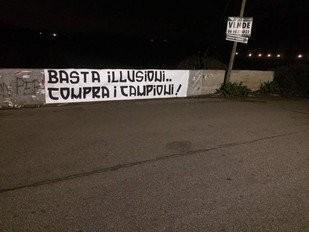 VENDE
BASTA ILLUSIONI..
COMPRA I CAMPIONI!